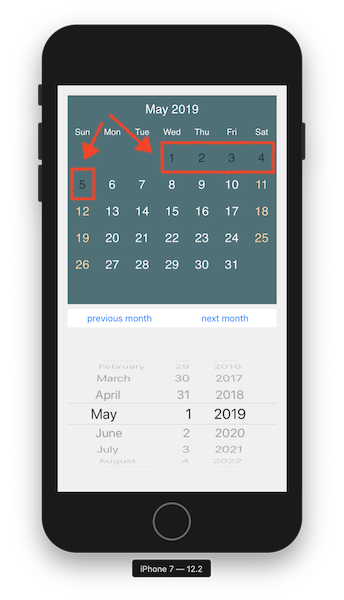 May 2019
Sun Mon Tue Wed Thu Fri Sat
1 2 3 4
5 6 7 8 9 10 11
12 13 14 15 16 17 18
19 20 21 22 23 24 25
26 27 28 29 30 31
previous month next month
February 29 2016
March 30 2017
April 31 2018
May 1 2019
June 2 2020
July 3 2021
August 4 2022
iPhone 7 — 12.2